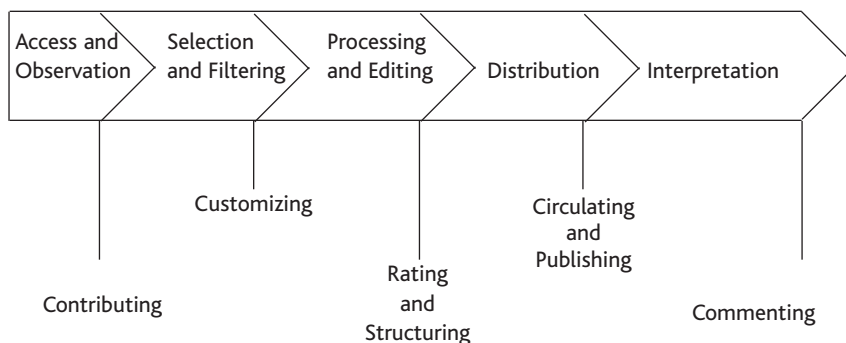 Access and
Observation
Selection
and Filtering
Processing
and Editing
Distribution
Interpretation
Customizing
Circulating
and
Publishing
Contributing
Rating
and
Structuring
Commenting